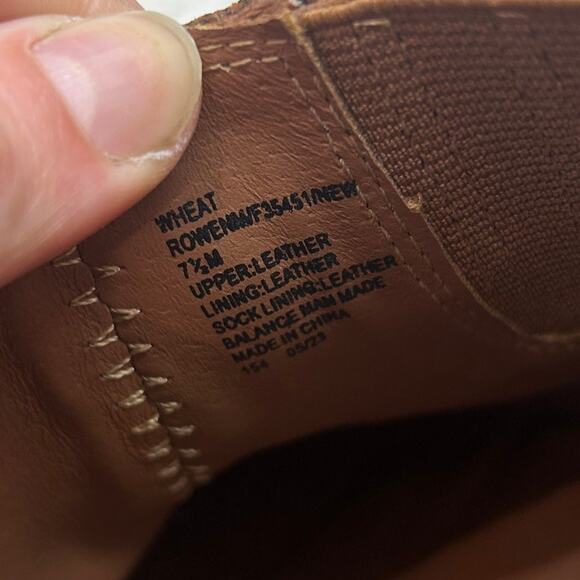 WHEAT
ROWENW/F35451/NEW
7½M
UPPER:LEATHER
LINING:LEATHER
SOCK LINING:LEATHER
BALANCE MAN MADE
MADE IN CHINA
154 05/23